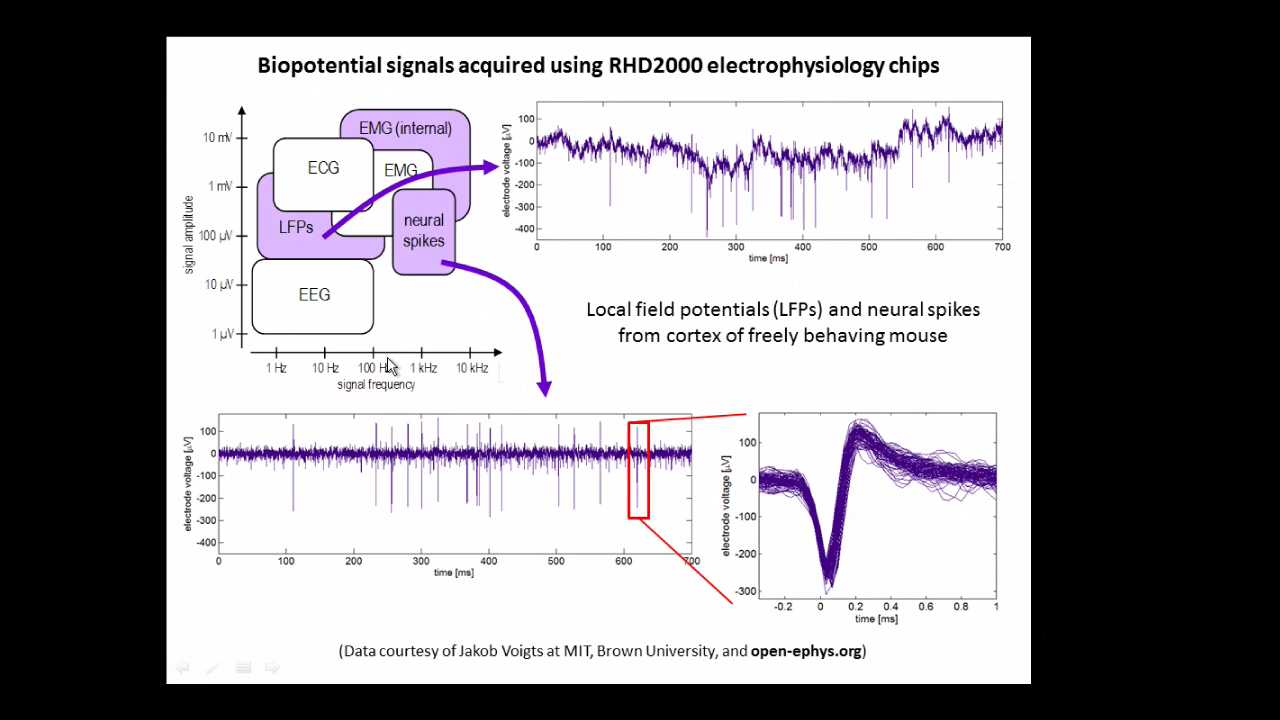 Biopotential signals acquired using RHD2000 electrophysiology chips
signal amplitude
10 mV
1 mV
100 µV
10 µV
1 µV
EMG (internal)
ECG
EMG
LFPs
neural
spikes
EEG
1 Hz
10 Hz
100 Hz
1 kHz
10 kHz
signal frequency
electrode voltage [µV]
100
0
-100
-200
-300
-400
0
100
200
300
400
500
600
700
time [ms]
Local field potentials (LFPs) and neural spikes
from cortex of freely behaving mouse
electrode voltage [µV]
100
0
-100
-200
-300
-400
0
100
200
300
400
500
600
700
time [ms]
electrode voltage [µV]
100
0
-100
-200
-300
-0.2
0
0.2
0.4
0.6
0.8
1
time [ms]
(Data courtesy of Jakob Voigts at MIT, Brown University, and open-ephys.org)